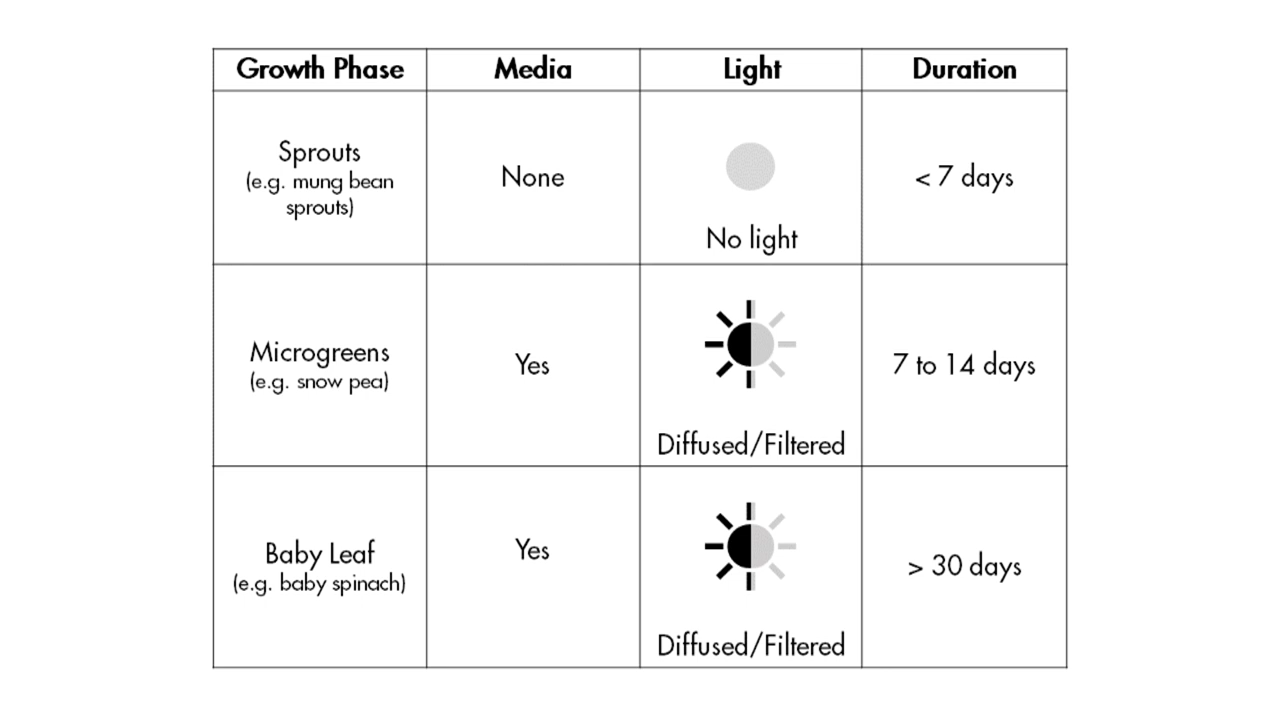 Growth Phase
Media
Light
Duration
Sprouts
(e.g. mung bean
sprouts)
None
No light
< 7 days
Microgreens
(e.g. snow pea)
Yes
Diffused/Filtered
7 to 14 days
Baby Leaf
(e.g. baby spinach)
Yes
Diffused/Filtered
> 30 days